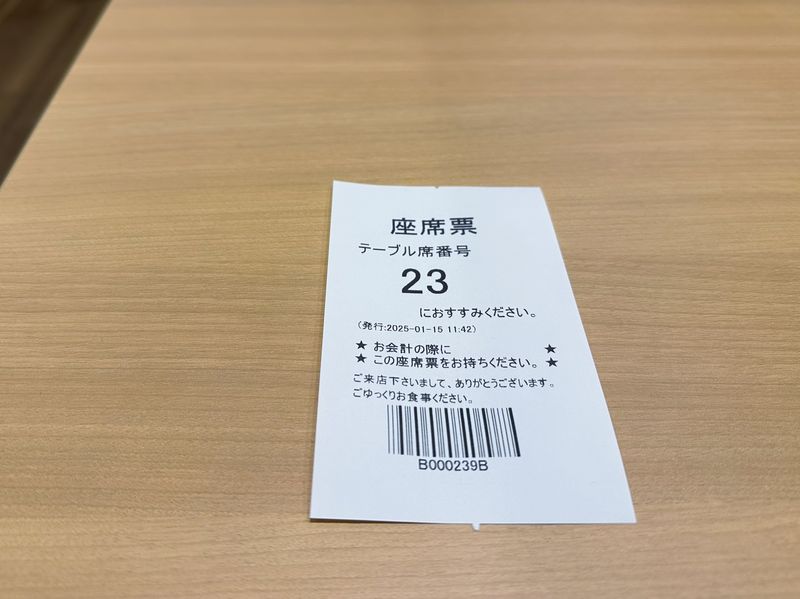 座席票
テーブル席番号
23
におすすみください。
(発行:2025-01-15 11:42)
★ お会計の際に ★
★ この座席票をお持ちください。 ★
ご来店下さいまして、ありがとうございます。
ごゆっくりお食事ください。
B000239B